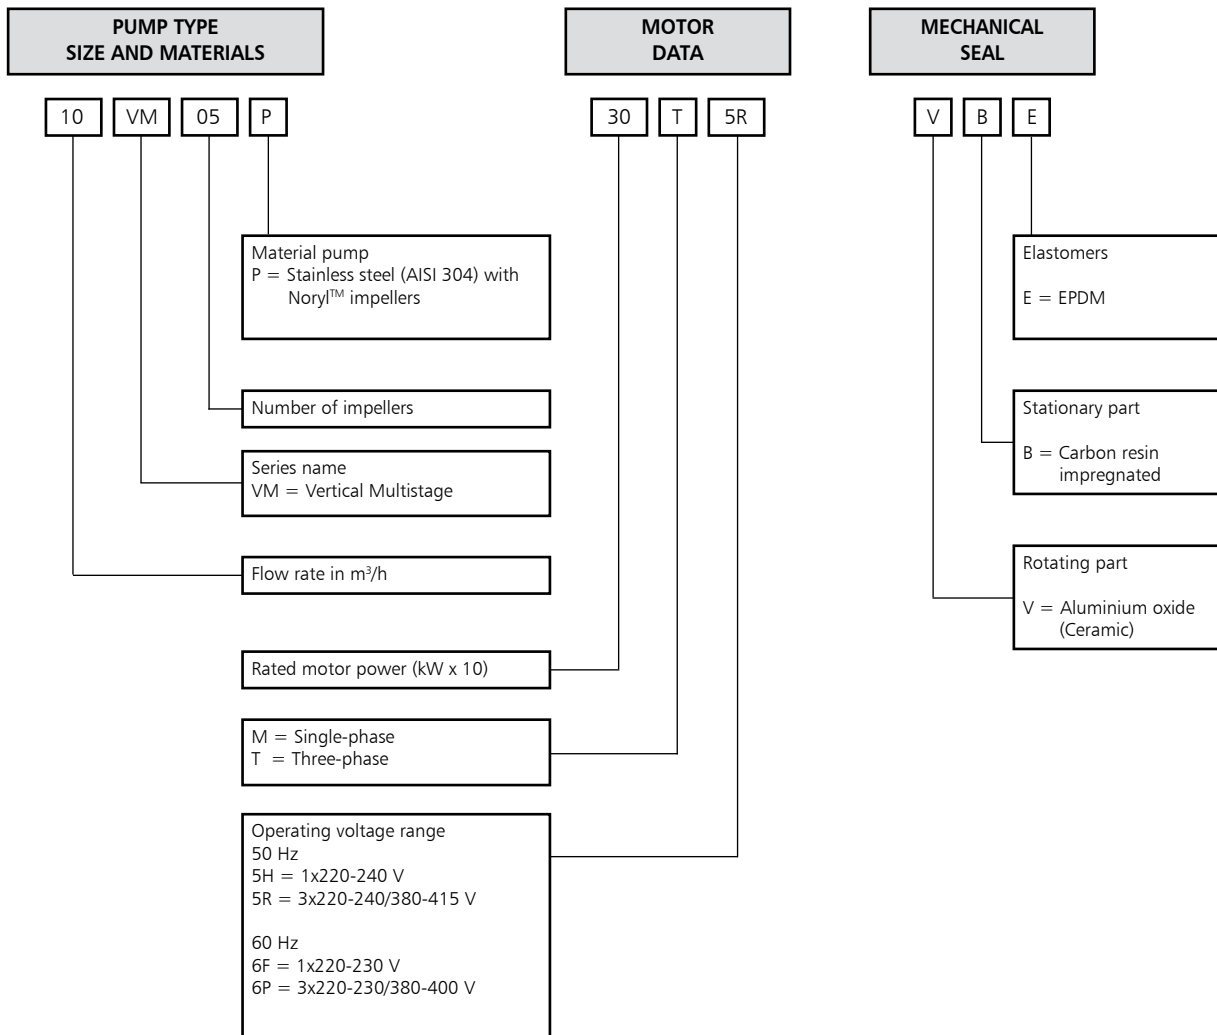 PUMP TYPE
SIZE AND MATERIALS
MOTOR
DATA
MECHANICAL
SEAL
10 VM 05 P
30 T 5R
V B E
Material pump
P = Stainless steel (AISI 304) with
Noryl™ impellers
Number of impellers
Series name
VM = Vertical Multistage
Flow rate in m³/h
Rated motor power (kW x 10)
M = Single-phase
T = Three-phase
Operating voltage range
50 Hz
5H = 1x220-240 V
5R = 3x220-240/380-415 V
60 Hz
6F = 1x220-230 V
6P = 3x220-230/380-400 V
Elastomers
E = EPDM
Stationary part
B = Carbon resin
impregnated
Rotating part
V = Aluminium oxide
(Ceramic)